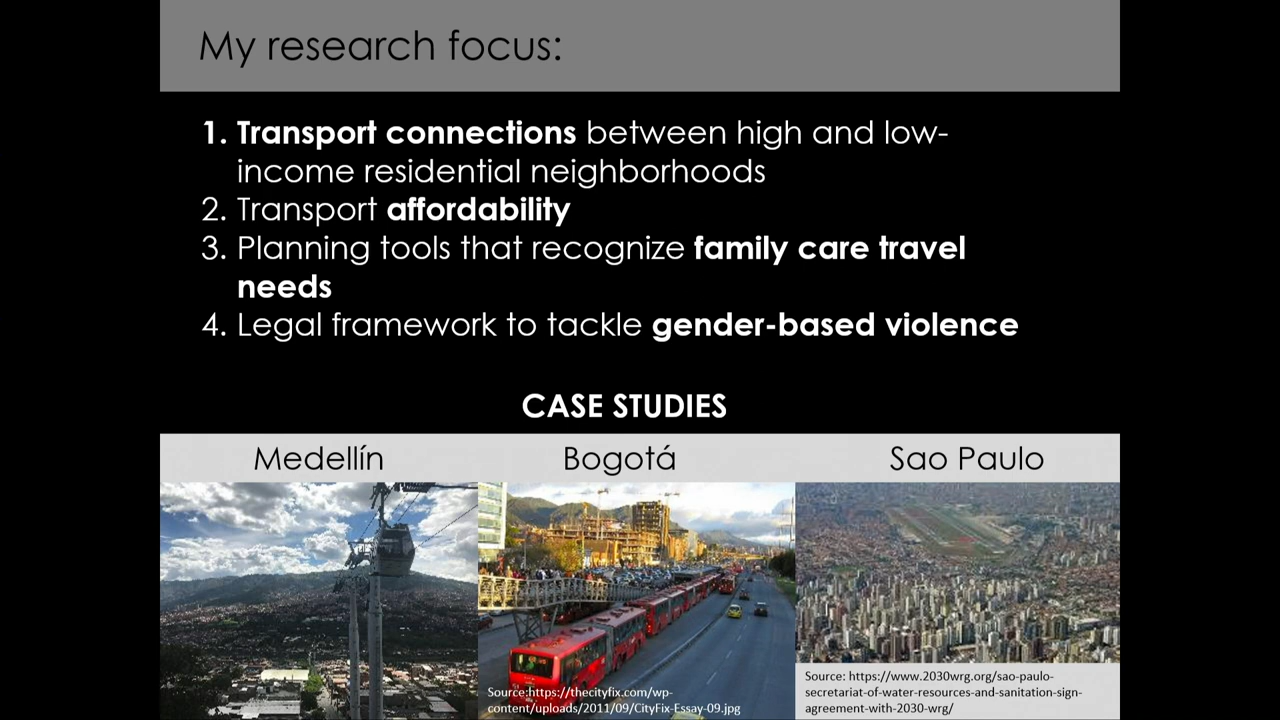 My research focus:
1. Transport connections between high and low-
income residential neighborhoods
2. Transport affordability
3. Planning tools that recognize family care travel
needs
4. Legal framework to tackle gender-based violence
CASE STUDIES
Medellín
Bogotá
Sao Paulo
Source:https://thecityfix.com/wp-
content/uploads/2011/09/CityFix-Essay-09.jpg
Source: https://www.2030wrg.org/sao-paulo-
secretariat-of-water-resources-and-sanitation-sign-
agreement-with-2030-wrg/